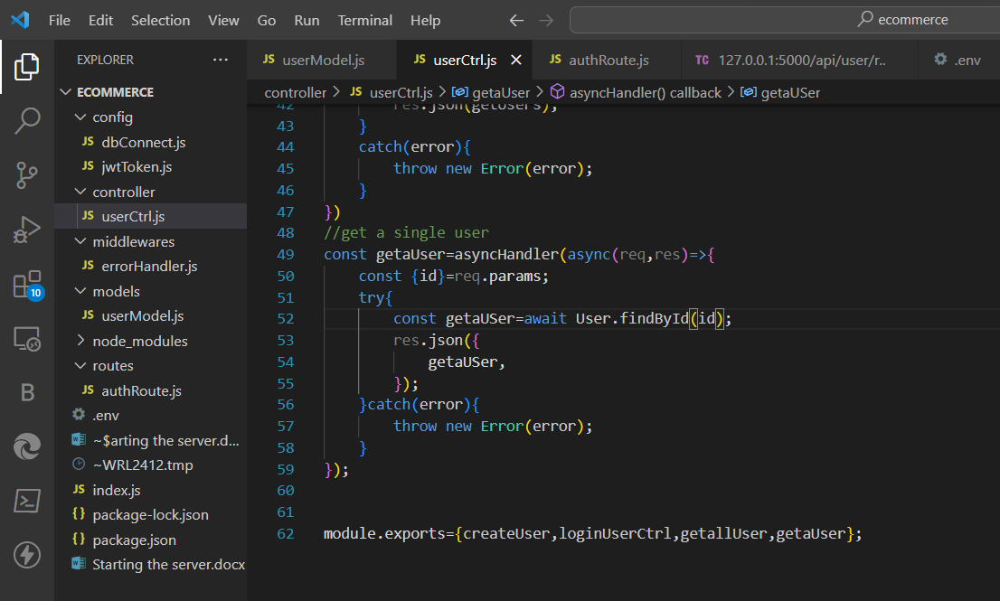 File Edit Selection View Go Run Terminal Help ecommerce
EXPLORER ···
JS userModel.js JS userCtrl.js JS authRoute.js TC 127.0.0.1:5000/api/user/r.. .env
ECOMMERCE
controller > JS userCtrl.js > getaUser > asyncHandler() callback > getaUSer
config
JS dbConnect.js
JS jwtToken.js
controller
JS userCtrl.js
middlewares
JS errorHandler.js
models
JS userModel.js
node_modules
routes
JS authRoute.js
.env
~$arting the server.d...
~WRL2412.tmp
JS index.js
{} package-lock.json
{} package.json
Starting the server.docx
10
B
42 res.json(getUsers);
43 }
44 catch(error){
45 throw new Error(error);
46 }
47 })
48 //get a single user
49 const getaUser=asyncHandler(async(req,res)=>{
50 const {id}=req.params;
51 try{
52 const getaUSer=await User.findById(id);
53 res.json({
54 getaUSer,
55 });
56 }catch(error){
57 throw new Error(error);
58 }
59 });
60
61
62 module.exports={createUser,loginUserCtrl,getallUser,getaUser};